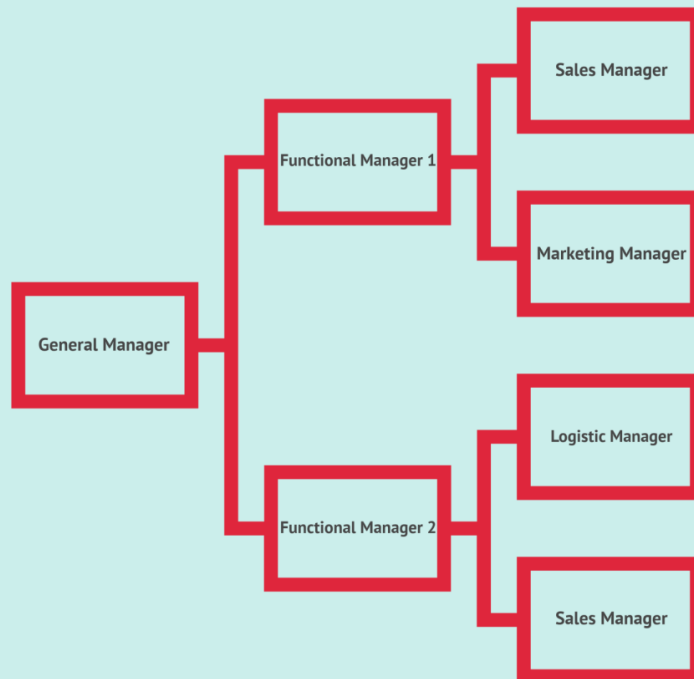 Sales Manager
Functional Manager 1
Marketing Manager
General Manager
Logistic Manager
Functional Manager 2
Sales Manager